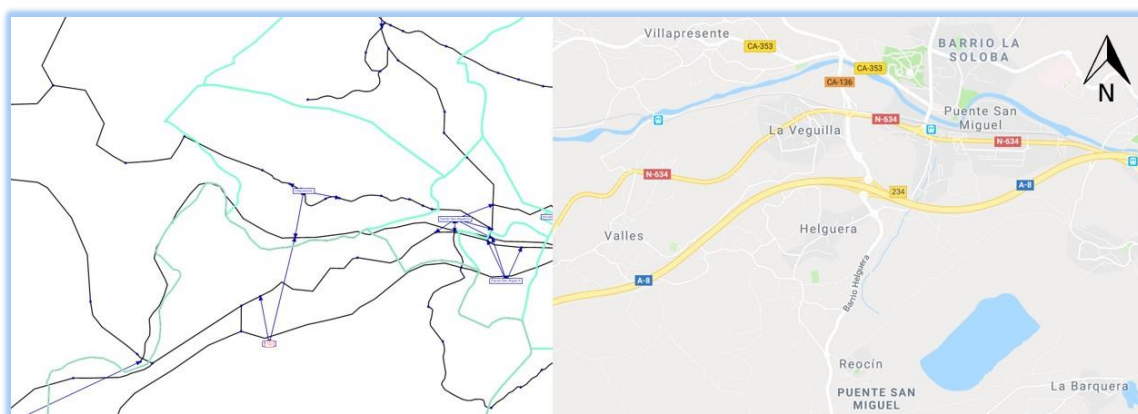 Villapresente
CA-353
BARRIO LA
SOLOBA
CA-353
CA-136
N
Puente San
Miguel
La Veguilla
N-634
N-634
N-634
A-8
234
Valles
Helguera
A-8
Barrio Helguera
Reocín
PUENTE SAN
MIGUEL
La Barquera